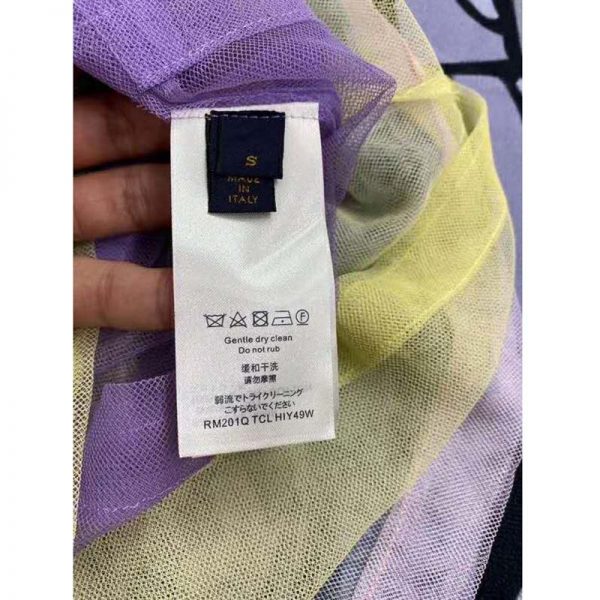 S
MADE
IN
ITALY
Gentle dry clean
Do not rub
缓和干洗
请勿摩擦
弱流でトライクリーニング
こすらないでください
RM201Q TCL HIY49W